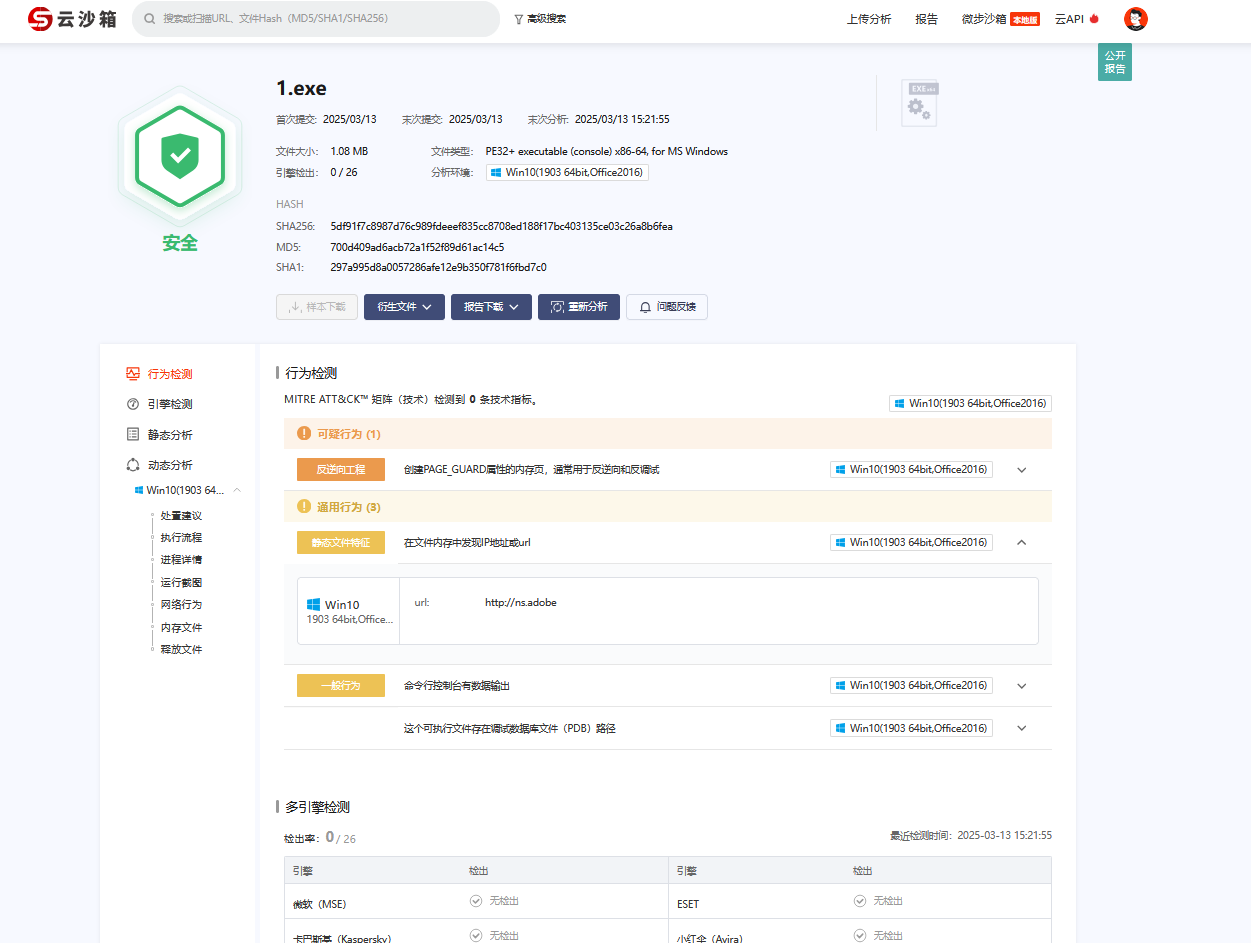 云沙箱
搜索或扫描URL、文件Hash（MD5/SHA1/SHA256）
高级搜索
上传分析
报告
微步沙箱 本地版
云API
公开
报告
1.exe
EXE x64
首次提交: 2025/03/13 末次提交: 2025/03/13 末次分析: 2025/03/13 15:21:55
文件大小: 1.08 MB 文件类型: PE32+ executable (console) x86-64, for MS Windows
引擎检出: 0 / 26 分析环境: Win10(1903 64bit,Office2016)
HASH
SHA256: 5df91f7c8987d76c989fdeeef835cc8708ed188f17bc403135ce03c26a8b6fea
安全
MD5: 700d409ad6acb72a1f52f89d61ac14c5
SHA1: 297a995d8a0057286afe12e9b350f781f6fbd7c0
样本下载 衍生文件 报告下载 重新分析 问题反馈
行为检测
引擎检测
静态分析
动态分析
Win10(1903 64...
处置建议
执行流程
进程详情
运行截图
网络行为
内存文件
释放文件
行为检测
MITRE ATT&CK™ 矩阵（技术）检测到 0 条技术指标。
Win10(1903 64bit,Office2016)
可疑行为 (1)
反逆向工程 创建PAGE_GUARD属性的内存页，通常用于反逆向和反调试 Win10(1903 64bit,Office2016)
通用行为 (3)
静态文件特征 在文件内存中发现IP地址或url Win10(1903 64bit,Office2016)
Win10
1903 64bit,Office...
url: http://ns.adobe
一般行为 命令行控制台有数据输出 Win10(1903 64bit,Office2016)
这个可执行文件存在调试数据库文件（PDB）路径 Win10(1903 64bit,Office2016)
多引擎检测
检出率: 0 / 26
最近检测时间: 2025-03-13 15:21:55
引擎 检出 引擎 检出
微软（MSE） 无检出 ESET 无检出
卡巴斯基（Kaspersky） 无检出 小红伞（Avira） 无检出